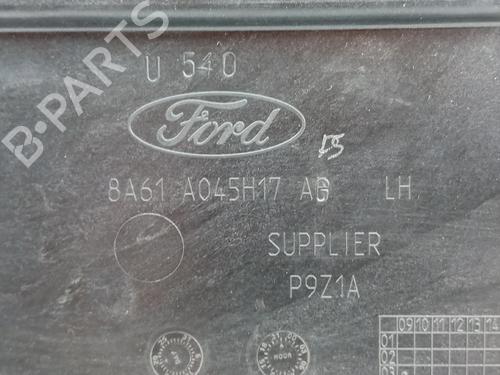 B-PARTS
U 540
Ford
8A61 A045H17 AG LH
SUPPLIER
P9Z1A
09 10 11 12 13 14
01
02